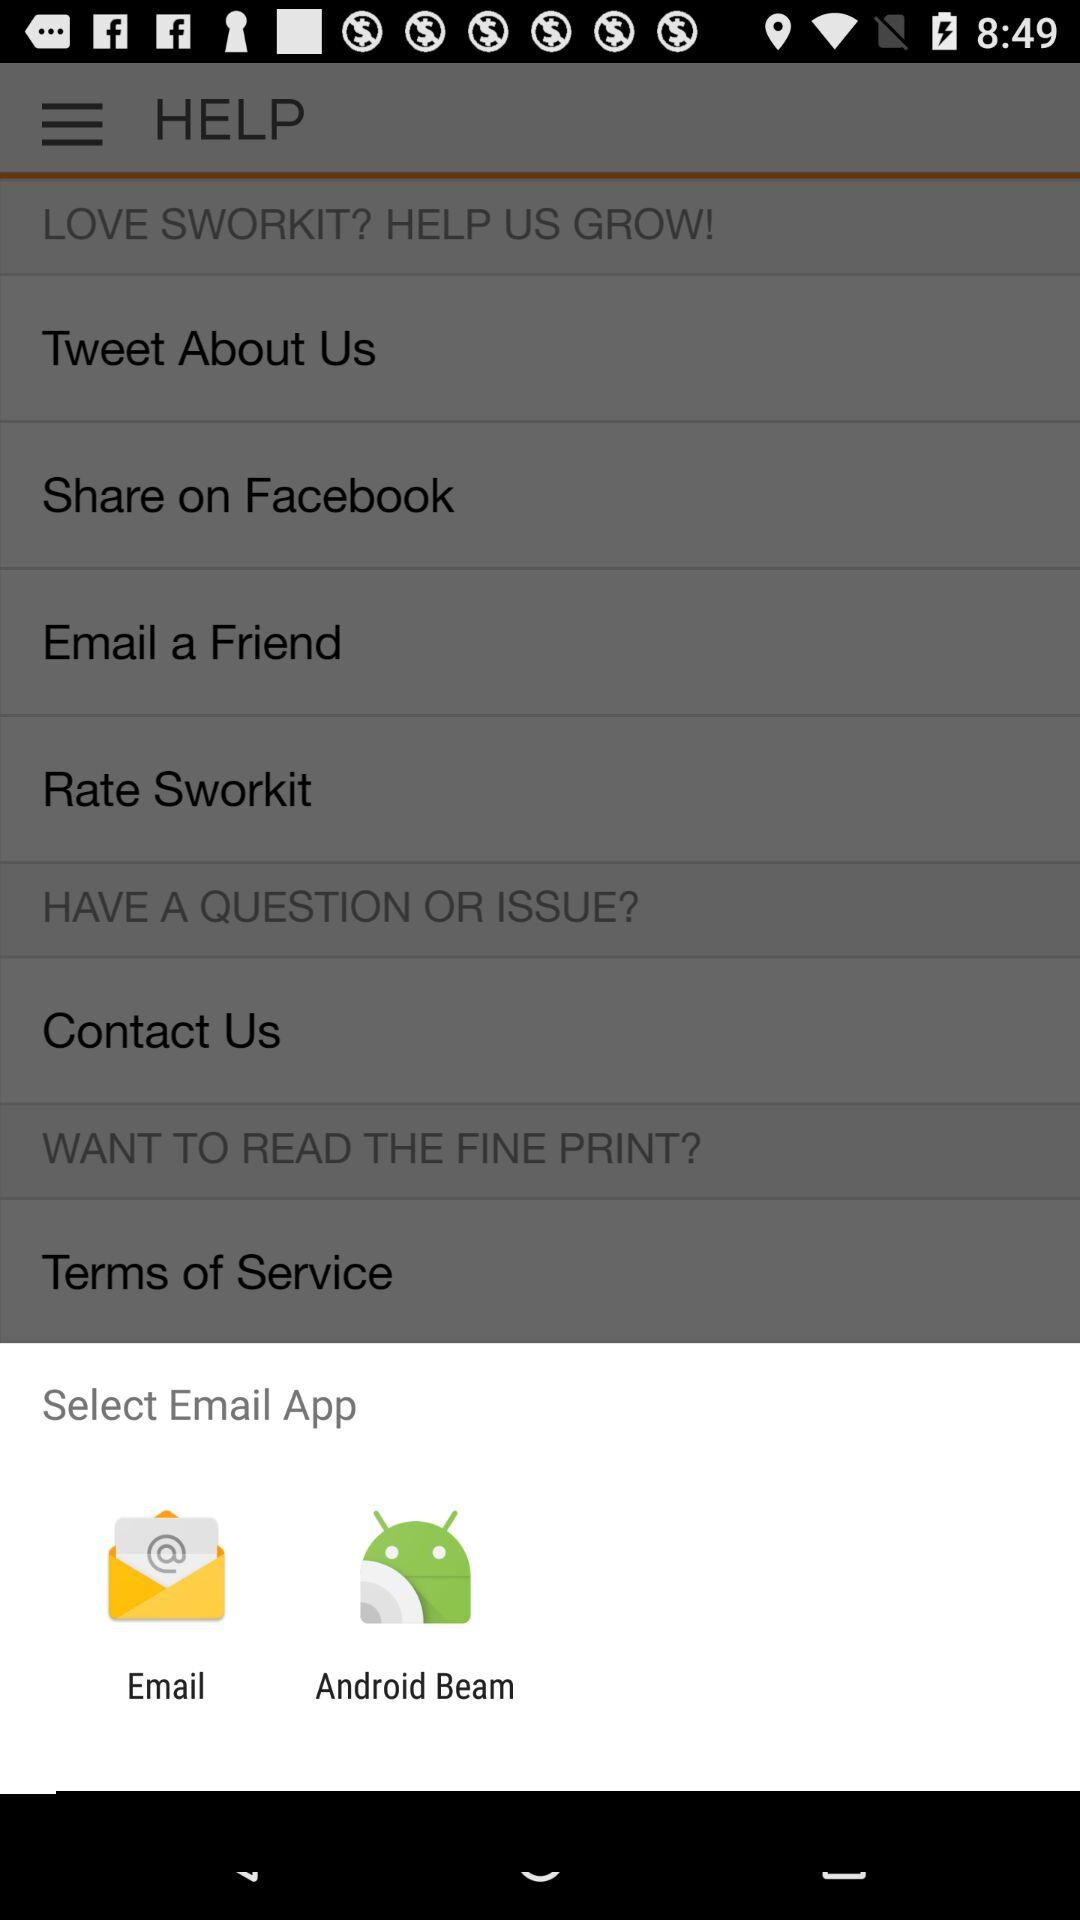 8:49
HELP
LOVE SWORKIT? HELP US GROW!
Tweet About Us
Share on Facebook
Email a Friend
Rate Sworkit
HAVE A QUESTION OR ISSUE?
Contact Us
WANT TO READ THE FINE PRINT?
Terms of Service
Select Email App
Email
Android Beam